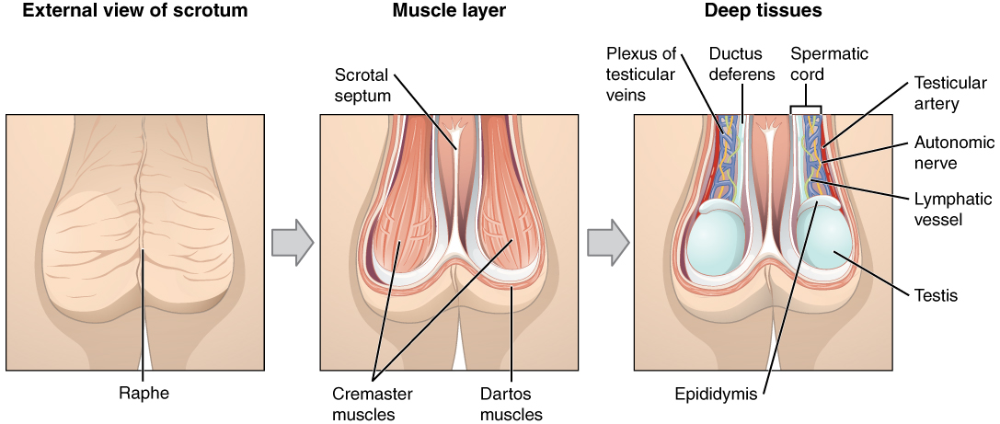 External view of scrotum
Muscle layer
Deep tissues
Scrotal
septum
Plexus of
testicular
veins
Ductus
deferens
Spermatic
cord
Testicular
artery
Autonomic
nerve
Lymphatic
vessel
Testis
Raphe
Cremaster
muscles
Dartos
muscles
Epididymis